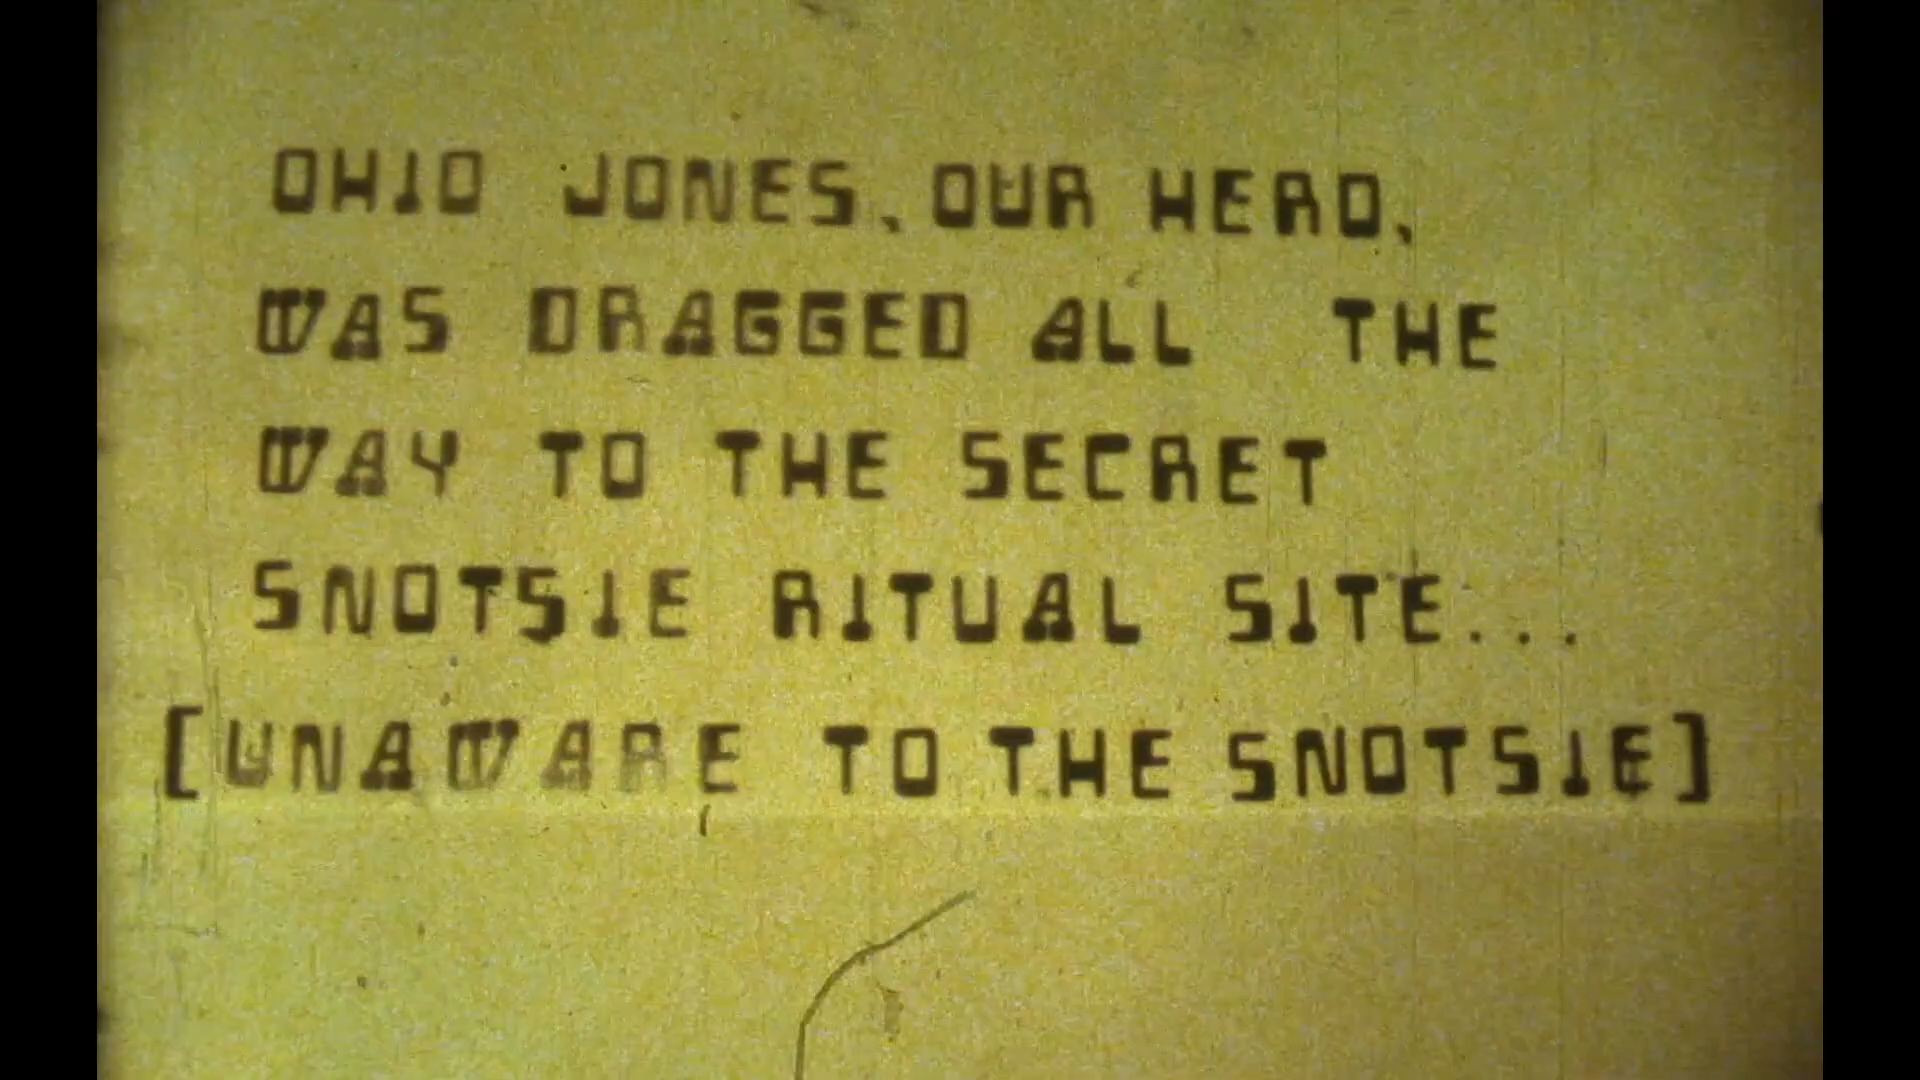 OHIO JONES, OUR HERO,
WAS DRAGGED ALL THE
WAY TO THE SECRET
SNOTSIE RITUAL SITE...
[UNAWARE TO THE SNOTSIE]